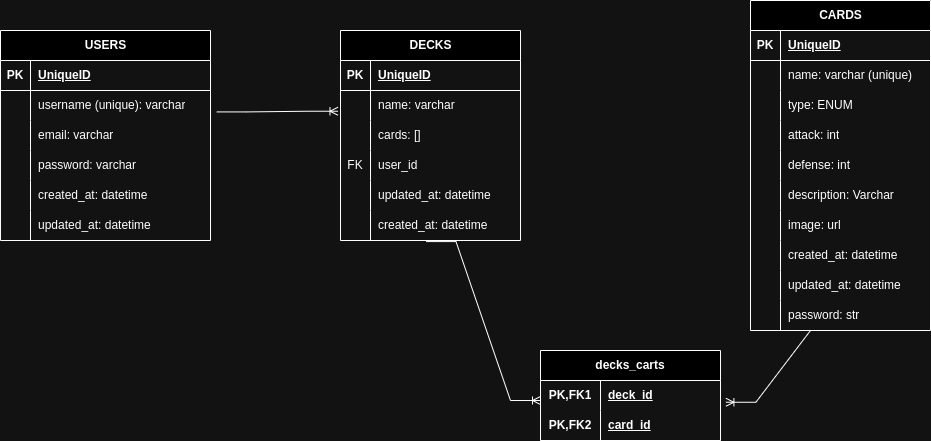 USERS
PK UniqueID
username (unique): varchar
email: varchar
password: varchar
created_at: datetime
updated_at: datetime
DECKS
PK UniqueID
name: varchar
cards: []
FK user_id
updated_at: datetime
created_at: datetime
CARDS
PK UniqueID
name: varchar (unique)
type: ENUM
attack: int
defense: int
description: Varchar
image: url
created_at: datetime
updated_at: datetime
password: str
decks_carts
PK,FK1 deck_id
PK,FK2 card_id